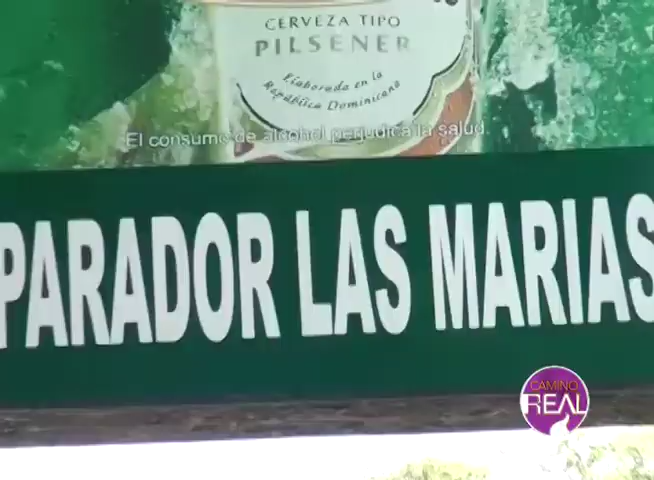 CERVEZA TIPO
PILSENER
Elaborada en la
República Dominicana
El consumo de alcohol perjudica la salud.
PARADOR LAS MARIAS
CAMINO
REAL